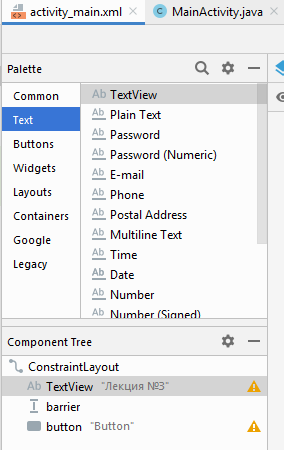 activity_main.xml
MainActivity.java
Palette
Common
Text
Buttons
Widgets
Layouts
Containers
Google
Legacy
Ab TextView
Ab Plain Text
Ab Password
Ab Password (Numeric)
Ab E-mail
Ab Phone
Ab Postal Address
Ab Multiline Text
Ab Time
Ab Date
Ab Number
Ab Number (Signed)
Component Tree
ConstraintLayout
Ab TextView "Лекция №3"
barrier
button "Button"